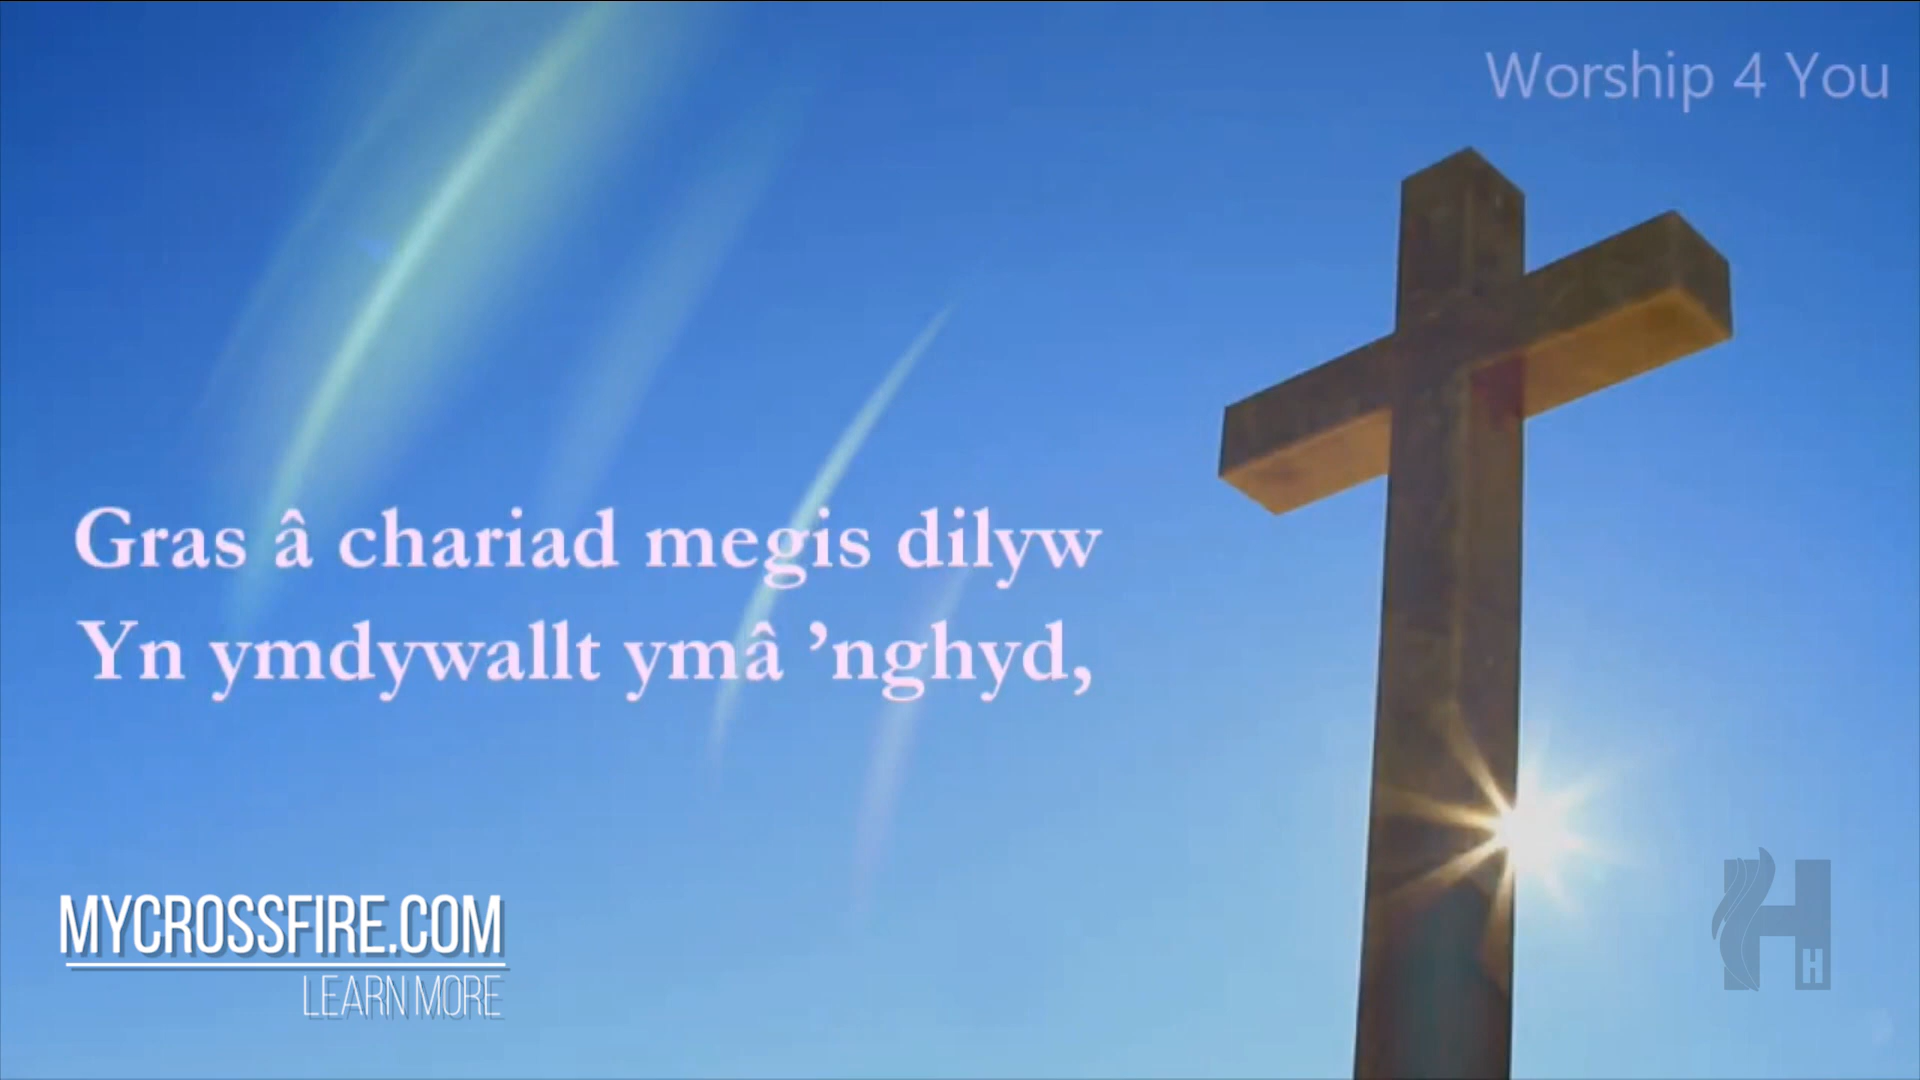 Worship 4 You
Gras â chariad megis dilyw
Yn ymdywallt ymâ ’nghyd,
MYCROSSFIRE.COM
LEARN MORE
H
H